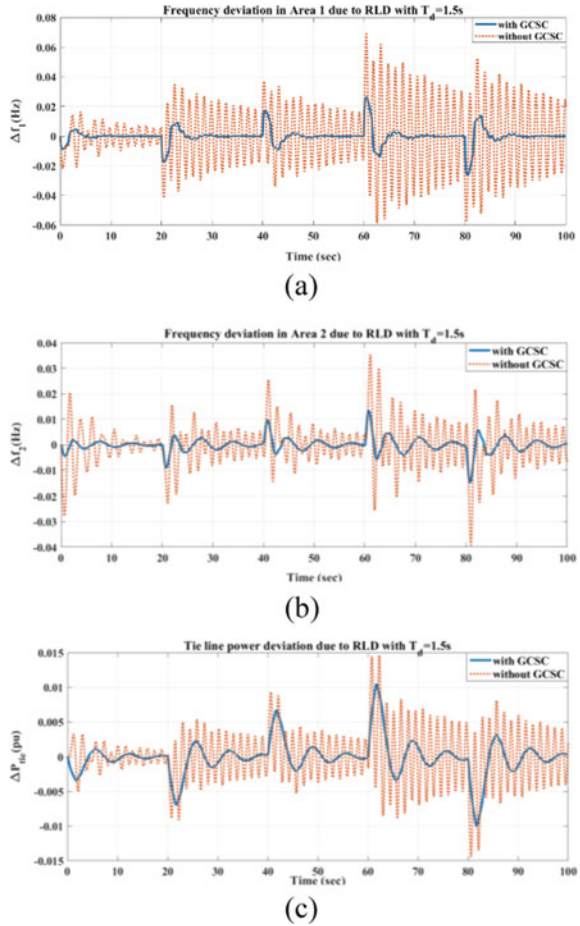 Frequency deviation in Area 1 due to RLD with T_d=1.5s
with GCSC
without GCSC
Δf_1(Hz)
0.08
0.06
0.04
0.02
0
-0.02
-0.04
-0.06
0 10 20 30 40 50 60 70 80 90 100
Time (sec)
(a)
Frequency deviation in Area 2 due to RLD with T_d=1.5s
with GCSC
without GCSC
Δf_2(Hz)
0.04
0.03
0.02
0.01
0
-0.01
-0.02
-0.03
-0.04
0 10 20 30 40 50 60 70 80 90 100
Time (sec)
(b)
Tie line power deviation due to RLD with T_d=1.5s
with GCSC
without GCSC
ΔP_tie(pu)
0.015
0.01
0.005
0
-0.005
-0.01
-0.015
0 10 20 30 40 50 60 70 80 90 100
Time (sec)
(c)